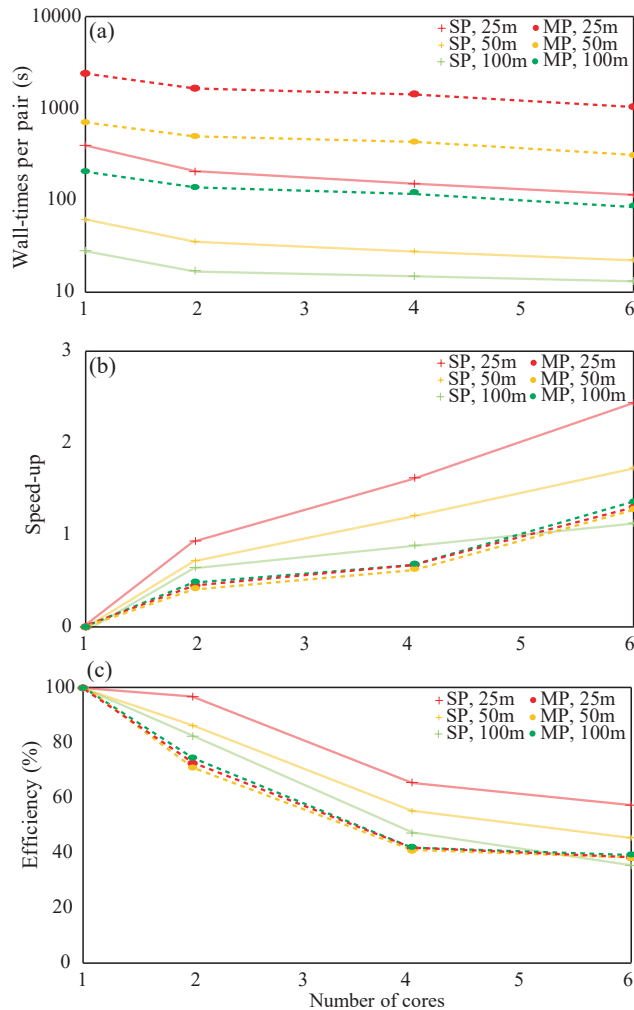 (a)
SP, 25m MP, 25m
SP, 50m MP, 50m
SP, 100m MP, 100m
Wall-times per pair (s)
10000
1000
100
10
1 2 3 4 5 6
(b)
SP, 25m MP, 25m
SP, 50m MP, 50m
SP, 100m MP, 100m
Speed-up
3
2
1
0
1 2 3 4 5 6
(c)
SP, 25m MP, 25m
SP, 50m MP, 50m
SP, 100m MP, 100m
Efficiency (%)
100
80
60
40
20
0
1 2 3 4 5 6
Number of cores